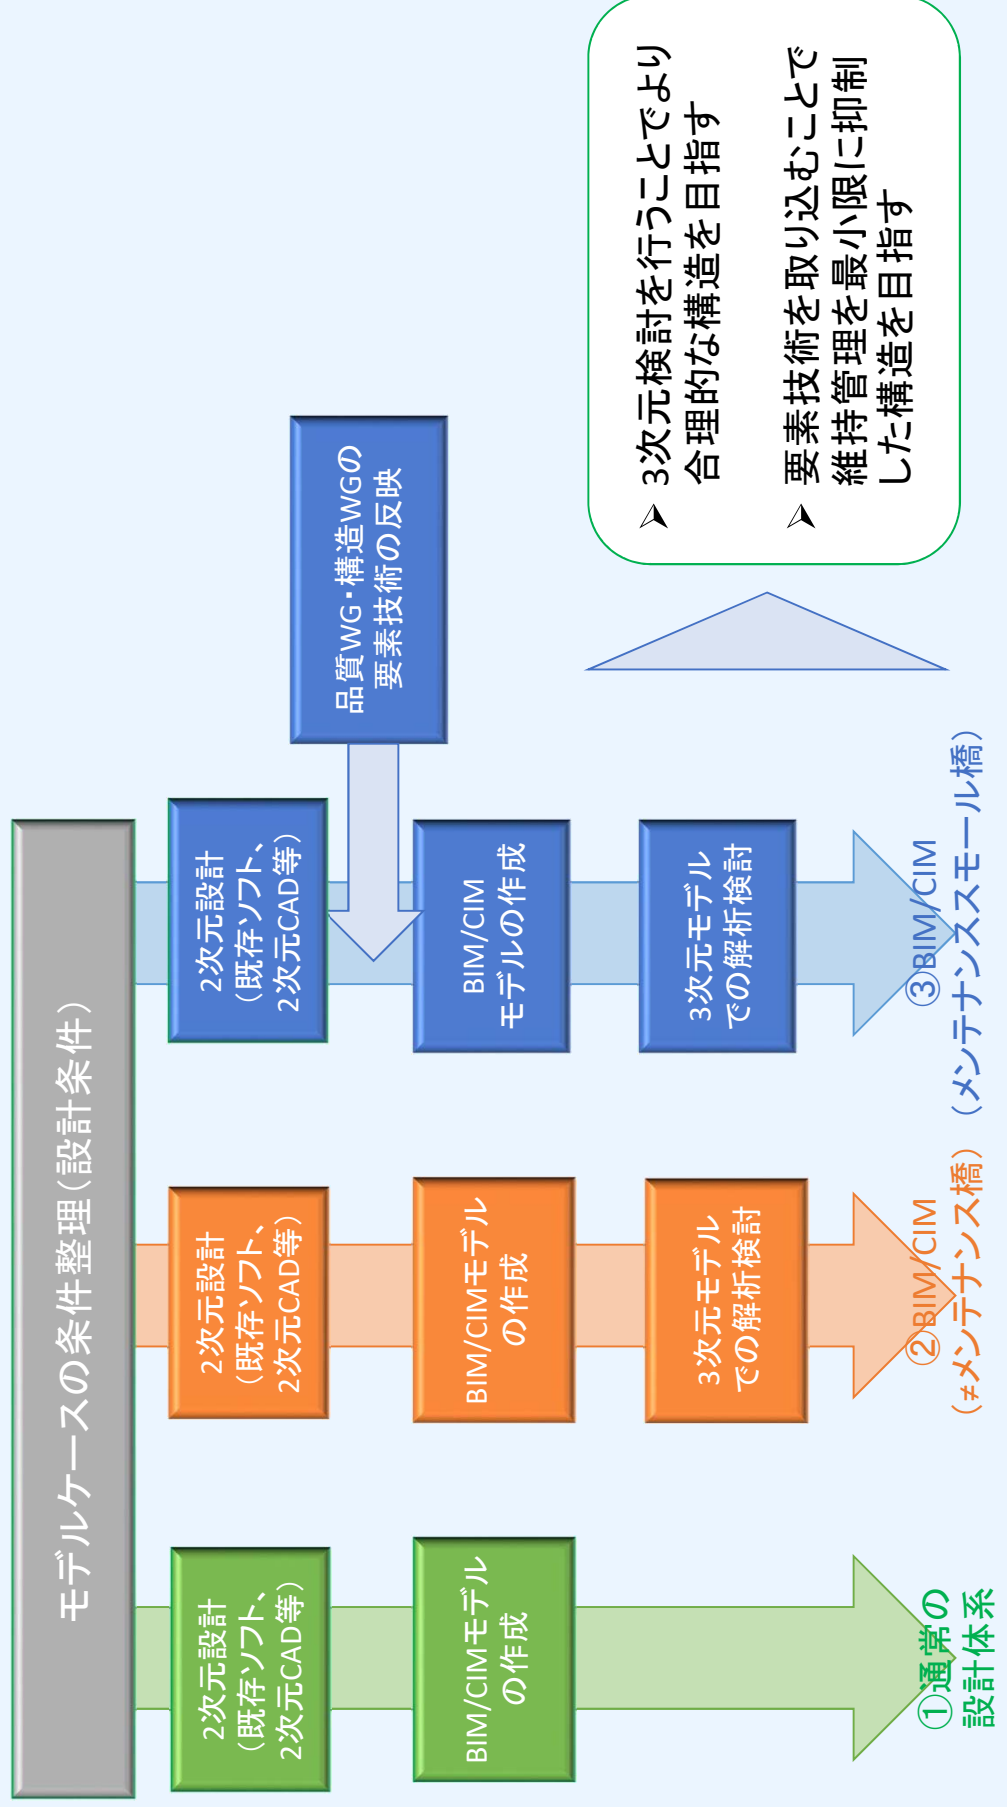 モデルケースの条件整理(設計条件)
2次元設計
(既存ソフト、
2次元CAD等)
BIM/CIMモデル
の作成
①通常の
設計体系
2次元設計
(既存ソフト、
2次元CAD等)
BIM/CIMモデル
の作成
3次元モデル
での解析検討
②BIM/CIM
(≠メンテナンス橋)
2次元設計
(既存ソフト、
2次元CAD等)
品質WG・構造WGの
要素技術の反映
BIM/CIM
モデルの作成
3次元モデル
での解析検討
③BIM/CIM
(メンテナンススモール橋)
➢ 3次元検討を行うことでより
合理的な構造を目指す
➢ 要素技術を取り込むことで
維持管理を最小限に抑制
した構造を目指す